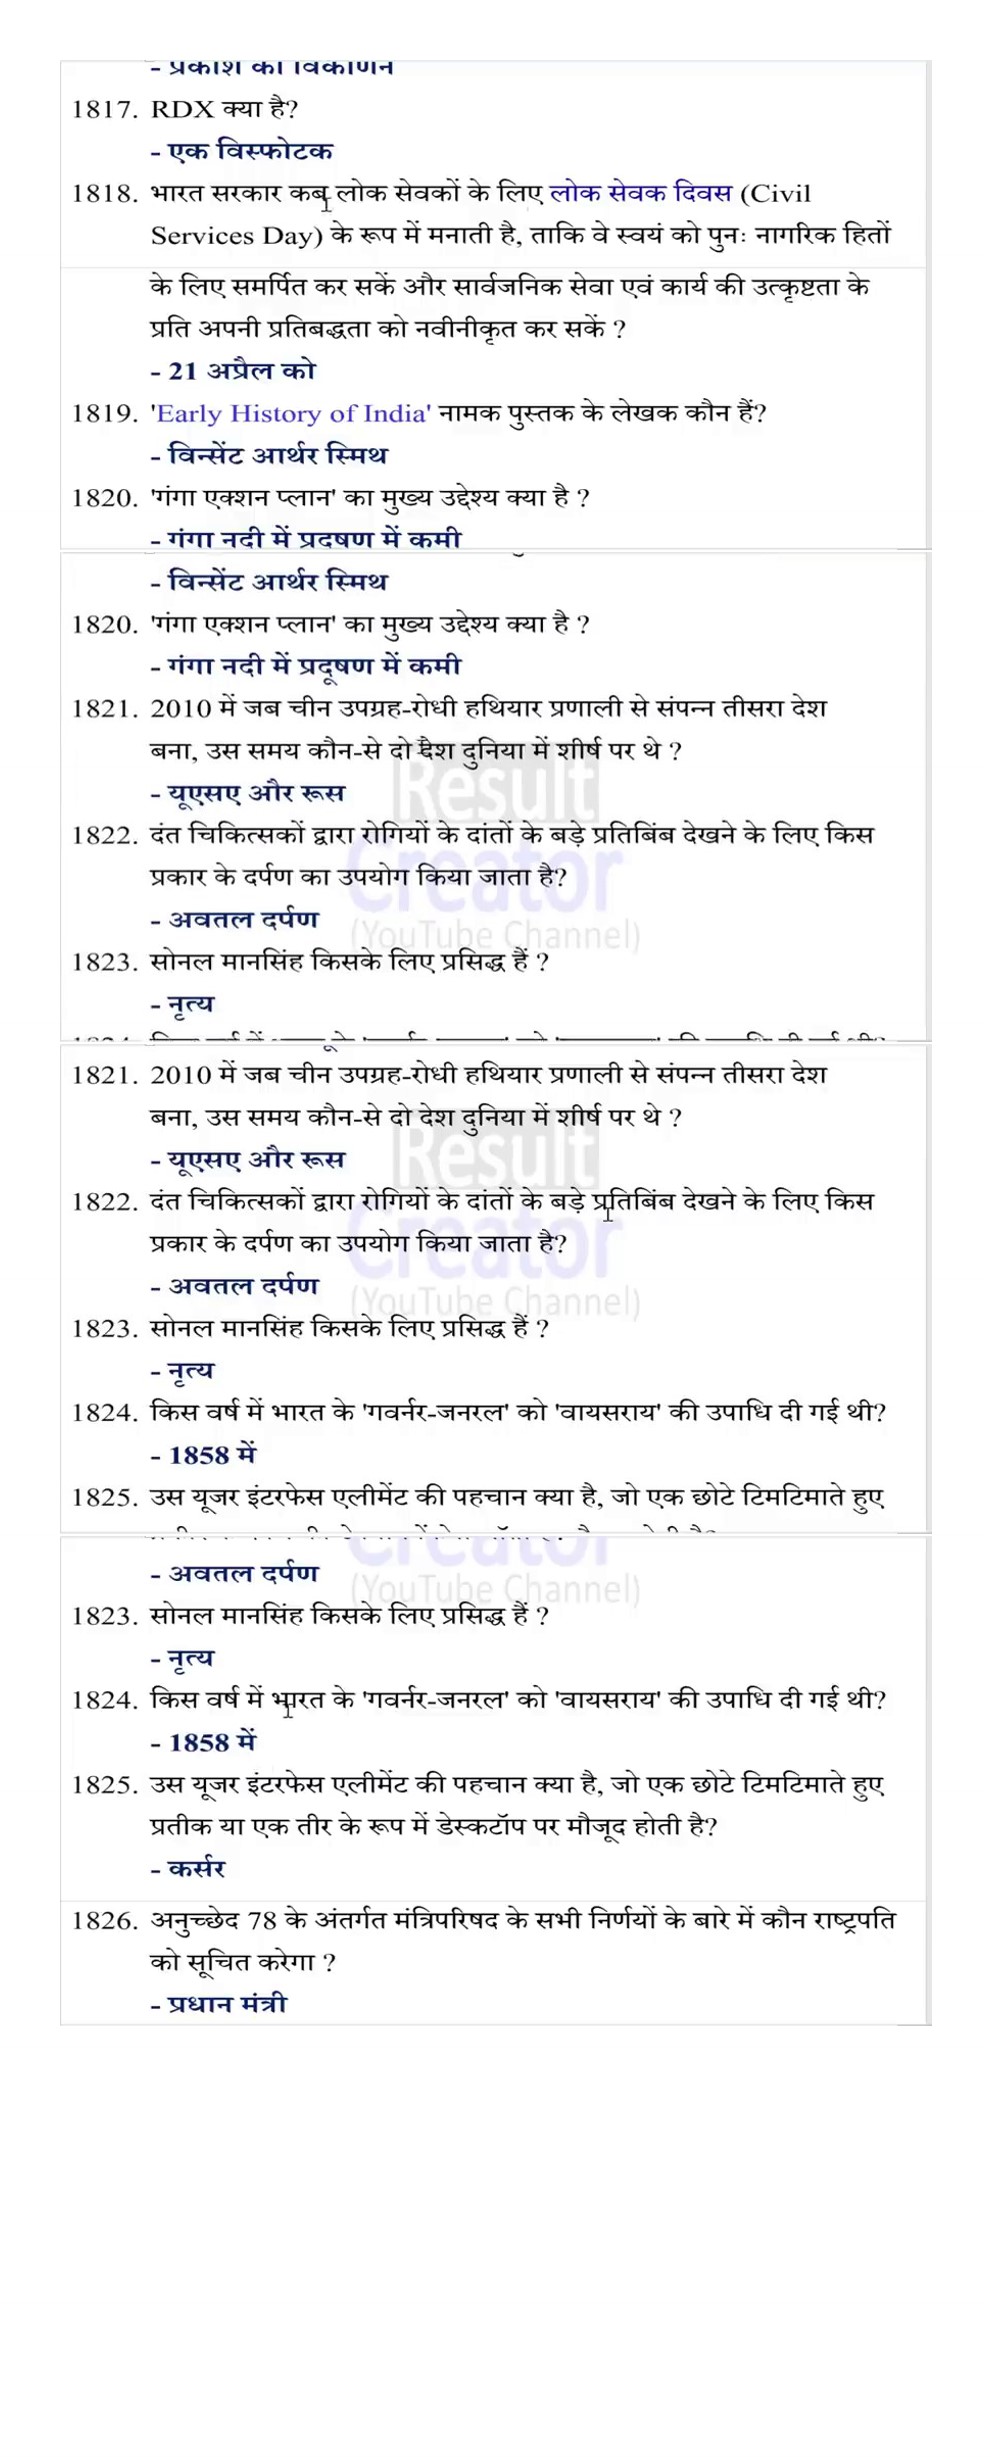 - प्रकाश का विकीर्णन
1817. RDX क्या है?
- एक विस्फोटक
1818. भारत सरकार कब लोक सेवकों के लिए लोक सेवक दिवस (Civil
Services Day) के रूप में मनाती है, ताकि वे स्वयं को पुनः नागरिक हितों
के लिए समर्पित कर सकें और सार्वजनिक सेवा एवं कार्य की उत्कृष्टता के
प्रति अपनी प्रतिबद्धता को नवीनीकृत कर सकें ?
- 21 अप्रैल को
1819. 'Early History of India' नामक पुस्तक के लेखक कौन हैं?
- विन्सेंट आर्थर स्मिथ
1820. 'गंगा एक्शन प्लान' का मुख्य उद्देश्य क्या है ?
- गंगा नदी में प्रदूषण में कमी
- विन्सेंट आर्थर स्मिथ
1820. 'गंगा एक्शन प्लान' का मुख्य उद्देश्य क्या है ?
- गंगा नदी में प्रदूषण में कमी
1821. 2010 में जब चीन उपग्रह-रोधी हथियार प्रणाली से संपन्न तीसरा देश
बना, उस समय कौन-से दो देश दुनिया में शीर्ष पर थे ?
Result
- यूएसए और रूस
1822. दंत चिकित्सकों द्वारा रोगियों के दांतों के बड़े प्रतिबिंब देखने के लिए किस
प्रकार के दर्पण का उपयोग किया जाता है?
Creator
- अवतल दर्पण
(YouTube Channel)
1823. सोनल मानसिंह किसके लिए प्रसिद्ध हैं ?
- नृत्य
1821. 2010 में जब चीन उपग्रह-रोधी हथियार प्रणाली से संपन्न तीसरा देश
बना, उस समय कौन-से दो देश दुनिया में शीर्ष पर थे ?
Result
- यूएसए और रूस
1822. दंत चिकित्सकों द्वारा रोगियों के दांतों के बड़े प्रतिबिंब देखने के लिए किस
प्रकार के दर्पण का उपयोग किया जाता है?
Creator
- अवतल दर्पण
(YouTube Channel)
1823. सोनल मानसिंह किसके लिए प्रसिद्ध हैं ?
- नृत्य
1824. किस वर्ष में भारत के 'गवर्नर-जनरल' को 'वायसराय' की उपाधि दी गई थी?
- 1858 में
1825. उस यूजर इंटरफेस एलीमेंट की पहचान क्या है, जो एक छोटे टिमटिमाते हुए
Creator
- अवतल दर्पण
(YouTube Channel)
1823. सोनल मानसिंह किसके लिए प्रसिद्ध हैं ?
- नृत्य
1824. किस वर्ष में भारत के 'गवर्नर-जनरल' को 'वायसराय' की उपाधि दी गई थी?
- 1858 में
1825. उस यूजर इंटरफेस एलीमेंट की पहचान क्या है, जो एक छोटे टिमटिमाते हुए
प्रतीक या एक तीर के रूप में डेस्कटॉप पर मौजूद होती है?
- कर्सर
1826. अनुच्छेद 78 के अंतर्गत मंत्रिपरिषद के सभी निर्णयों के बारे में कौन राष्ट्रपति
को सूचित करेगा ?
- प्रधान मंत्री